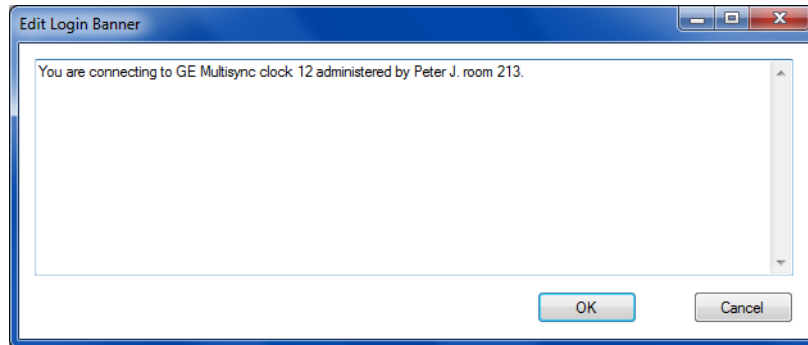 Edit Login Banner
You are connecting to GE Multisync clock 12 administered by Peter J. room 213.
OK
Cancel